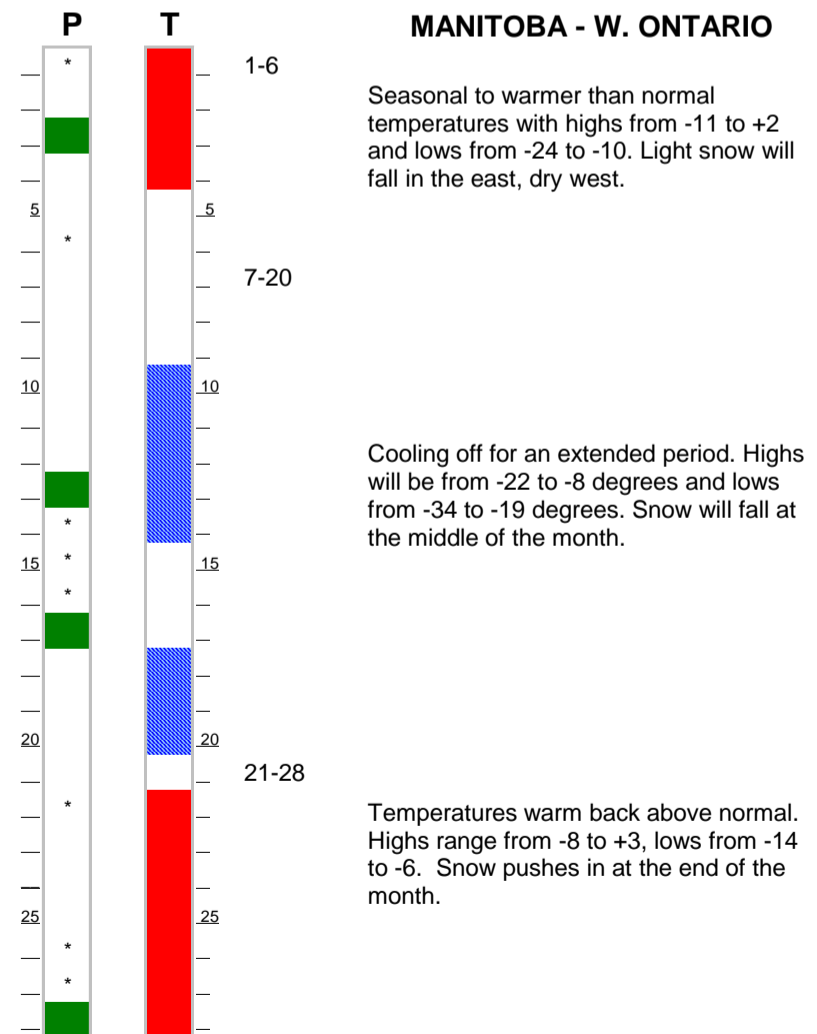 P T MANITOBA - W. ONTARIO
* 1-6
Seasonal to warmer than normal
temperatures with highs from -11 to +2
and lows from -24 to -10. Light snow will
fall in the east, dry west.
5 5
*
7-20
10 10
Cooling off for an extended period. Highs
will be from -22 to -8 degrees and lows
from -34 to -19 degrees. Snow will fall at
the middle of the month.
*
*
15 15
*
20 20
21-28
*
Temperatures warm back above normal.
Highs range from -8 to +3, lows from -14
to -6.  Snow pushes in at the end of the
month.
25 25
*
*